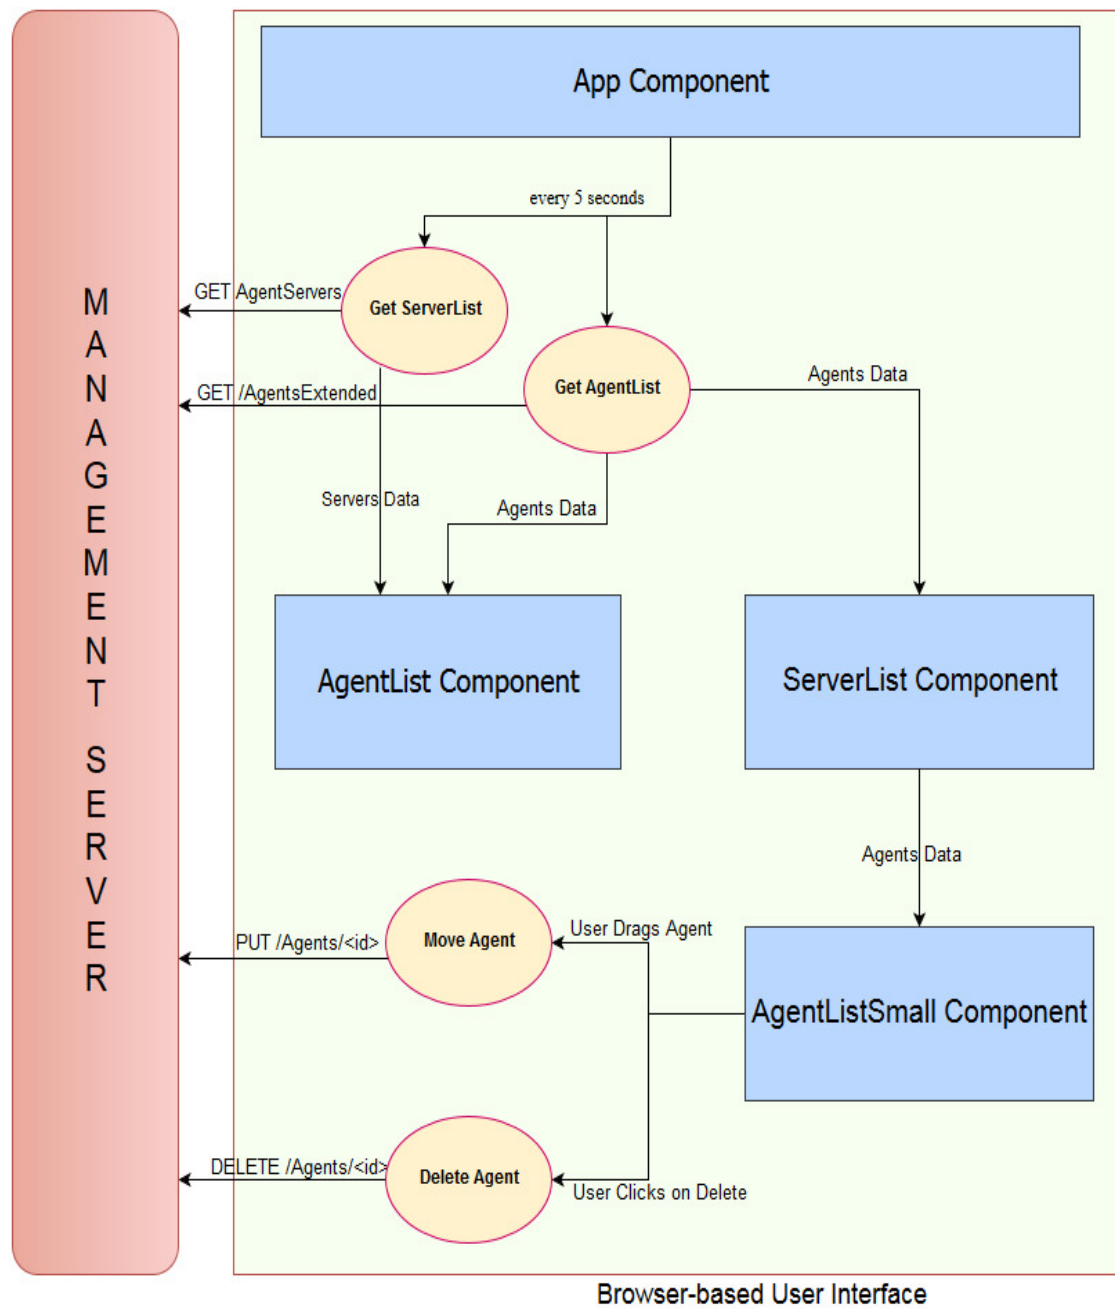 App Component
every 5 seconds
MANAGEMENT SERVER
GET AgentServers
Get ServerList
GET /AgentsExtended
Get AgentList
Agents Data
Servers Data
Agents Data
AgentList Component
ServerList Component
Agents Data
PUT /Agents/<id>
Move Agent
User Drags Agent
AgentListSmall Component
DELETE /Agents/<id>
Delete Agent
User Clicks on Delete
Browser-based User Interface